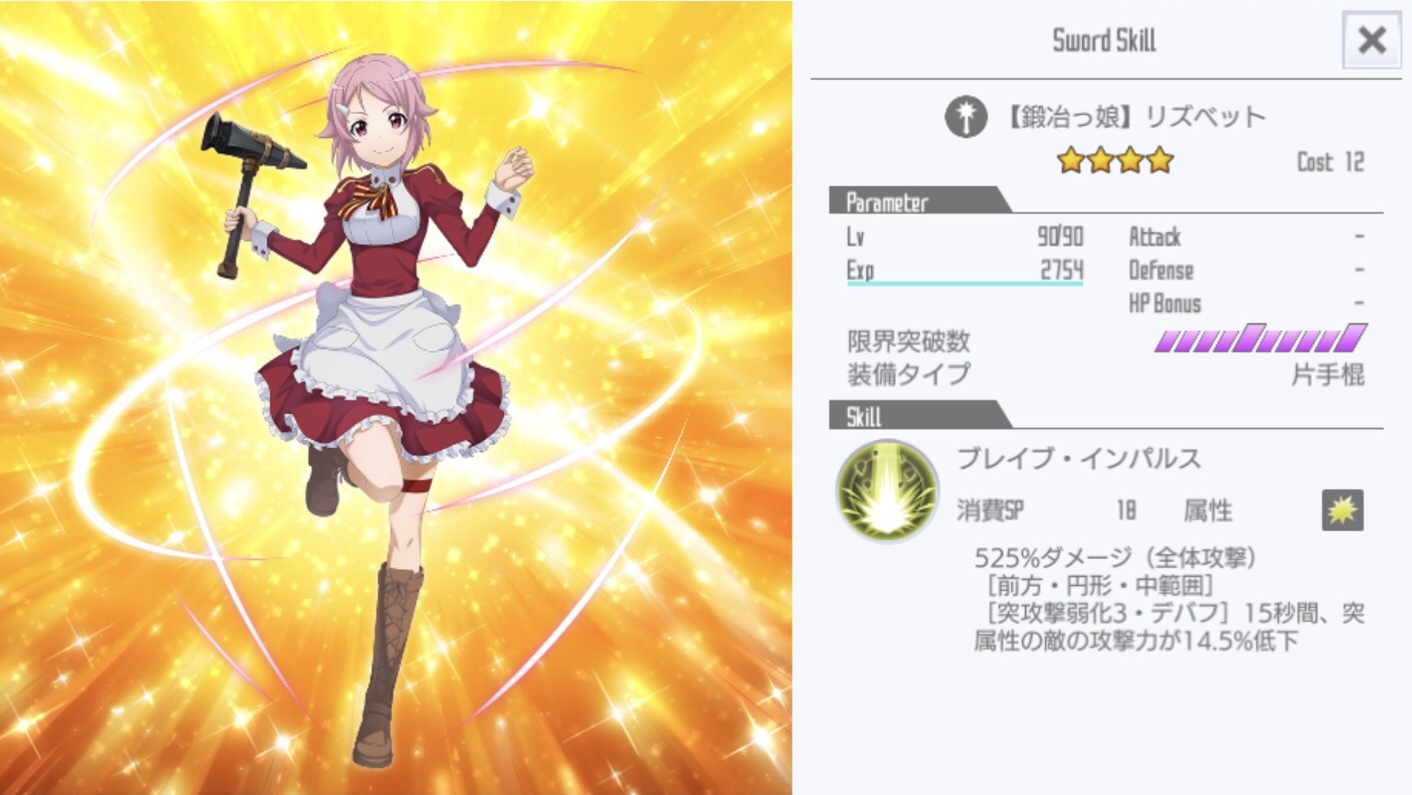 Sword Skill
【鍛冶っ娘】リズベット
Cost 12
Parameter
Lv 90/90 Attack -
Exp 2754 Defense -
HP Bonus -
限界突破数
装備タイプ 片手棍
Skill
ブレイブ・インパルス
消費SP 18 属性
525%ダメージ（全体攻撃）
［前方・円形・中範囲］
［突攻撃弱化3・デバフ］15秒間、突
属性の敵の攻撃力が14.5%低下